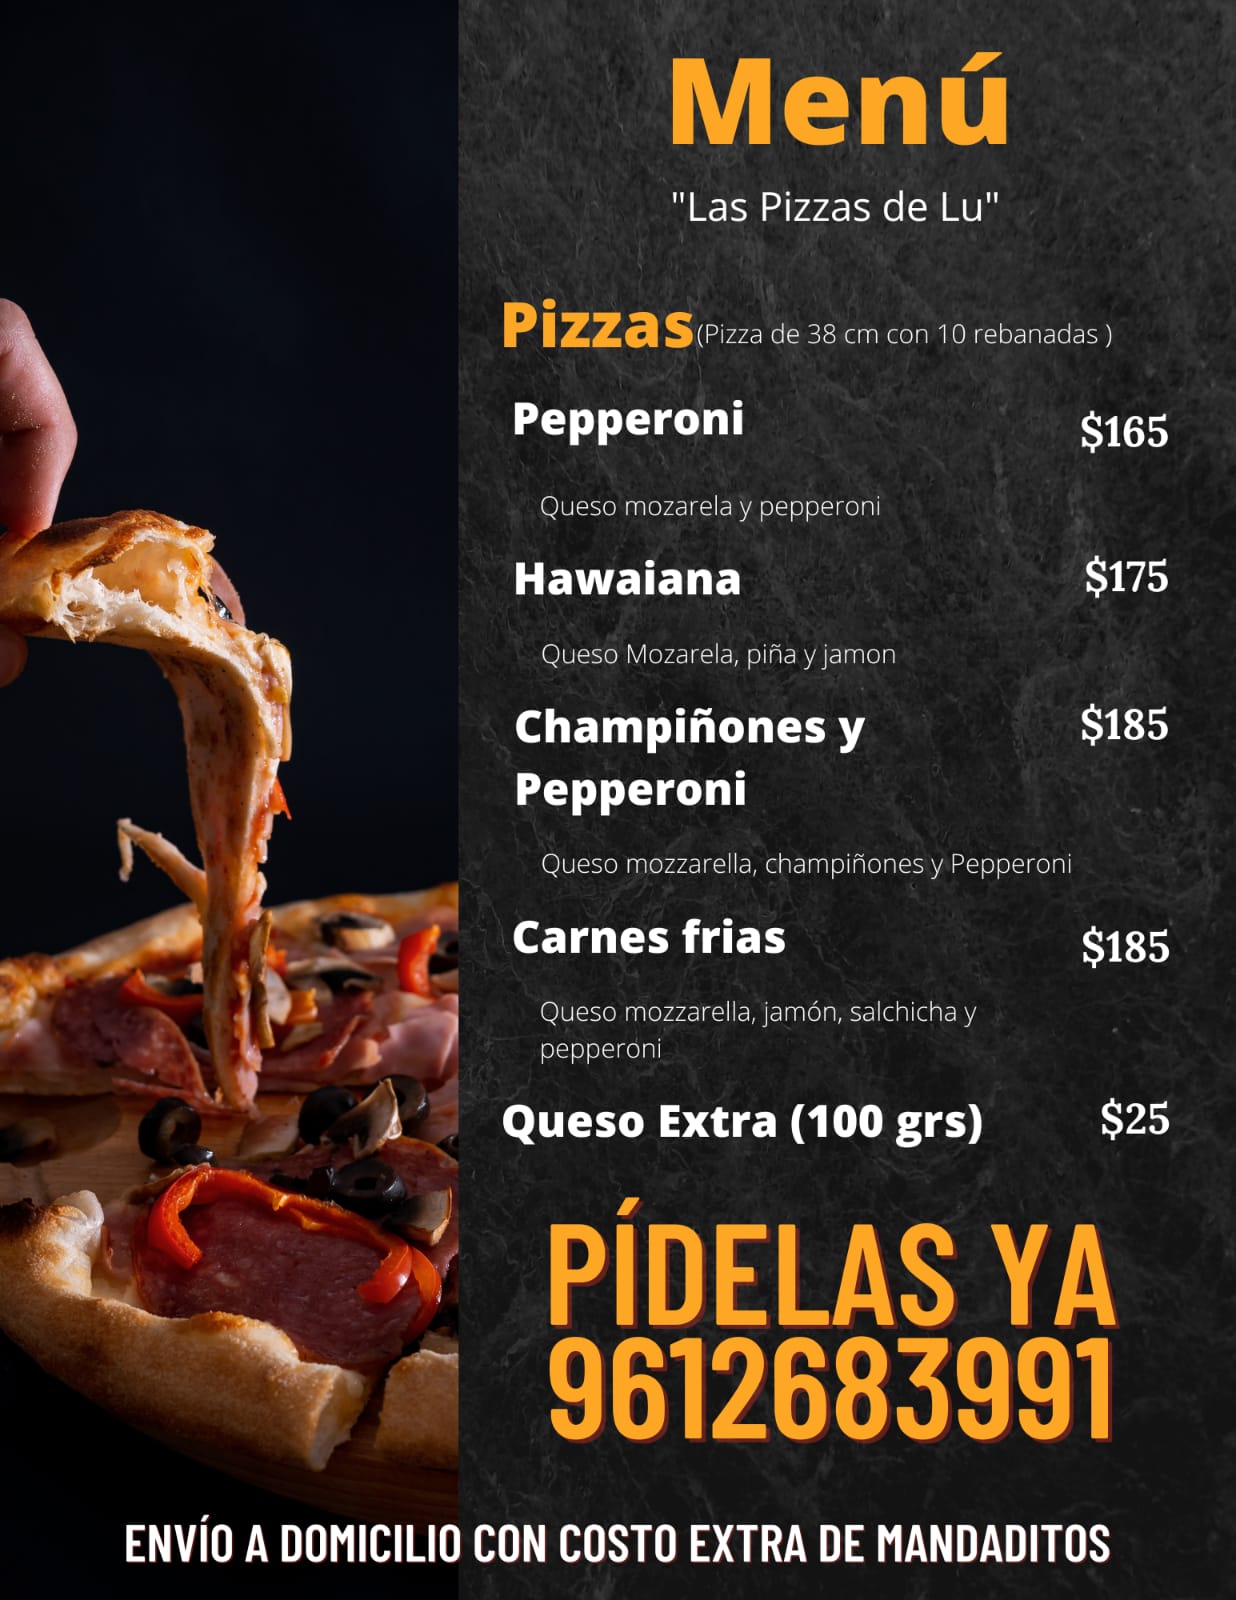 Menú
"Las Pizzas de Lu"
Pizzas (Pizza de 38 cm con 10 rebanadas )
Pepperoni $165
Queso mozarela y pepperoni
Hawaiana $175
Queso Mozarela, piña y jamon
Champiñones y $185
Pepperoni
Queso mozzarella, champiñones y Pepperoni
Carnes frias $185
Queso mozzarella, jamón, salchicha y
pepperoni
Queso Extra (100 grs) $25
PÍDELAS YA
9612683991
ENVÍO A DOMICILIO CON COSTO EXTRA DE MANDADITOS